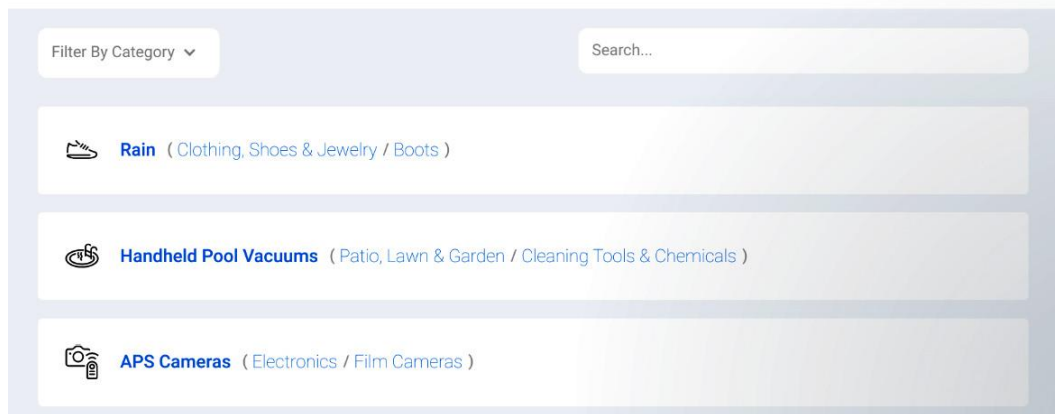 Filter By Category
Search...
Rain ( Clothing, Shoes & Jewelry / Boots )
Handheld Pool Vacuums ( Patio, Lawn & Garden / Cleaning Tools & Chemicals )
APS Cameras ( Electronics / Film Cameras )